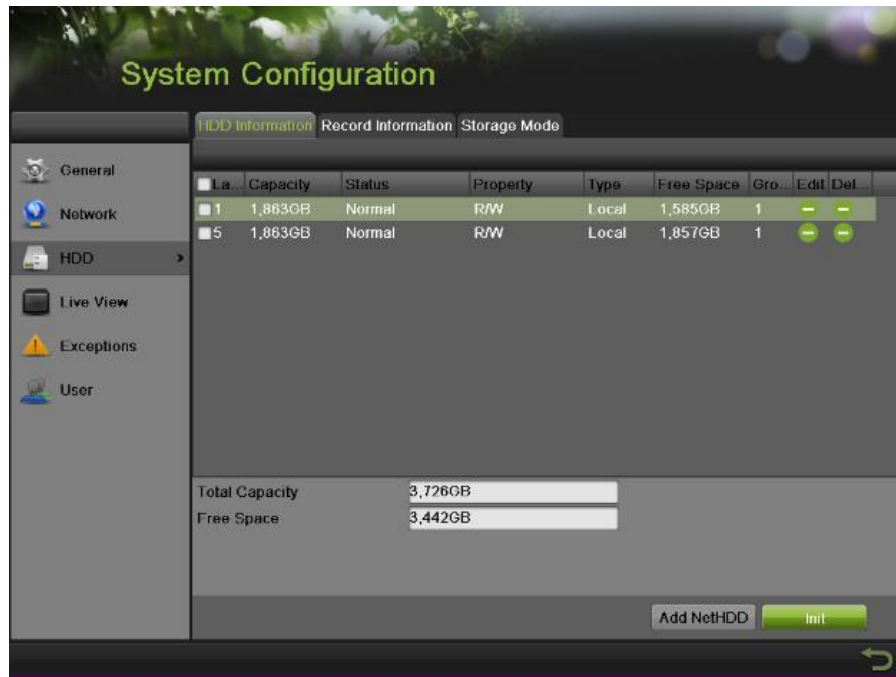 System Configuration
HDD Information Record Information Storage Mode
General
Network
HDD
Live View
Exceptions
User
La... Capacity Status Property Type Free Space Gro... Edit Del...
1 1,863GB Normal R/W Local 1,585GB 1
5 1,863GB Normal R/W Local 1,857GB 1
Total Capacity 3,726GB
Free Space 3,442GB
Add NetHDD Init